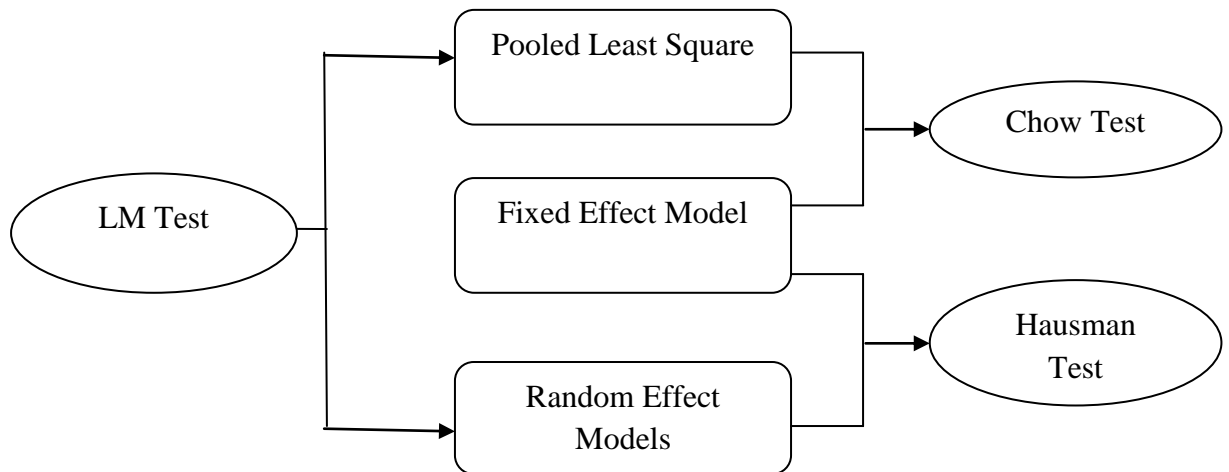 Pooled Least Square
Chow Test
LM Test
Fixed Effect Model
Hausman
Test
Random Effect
Models